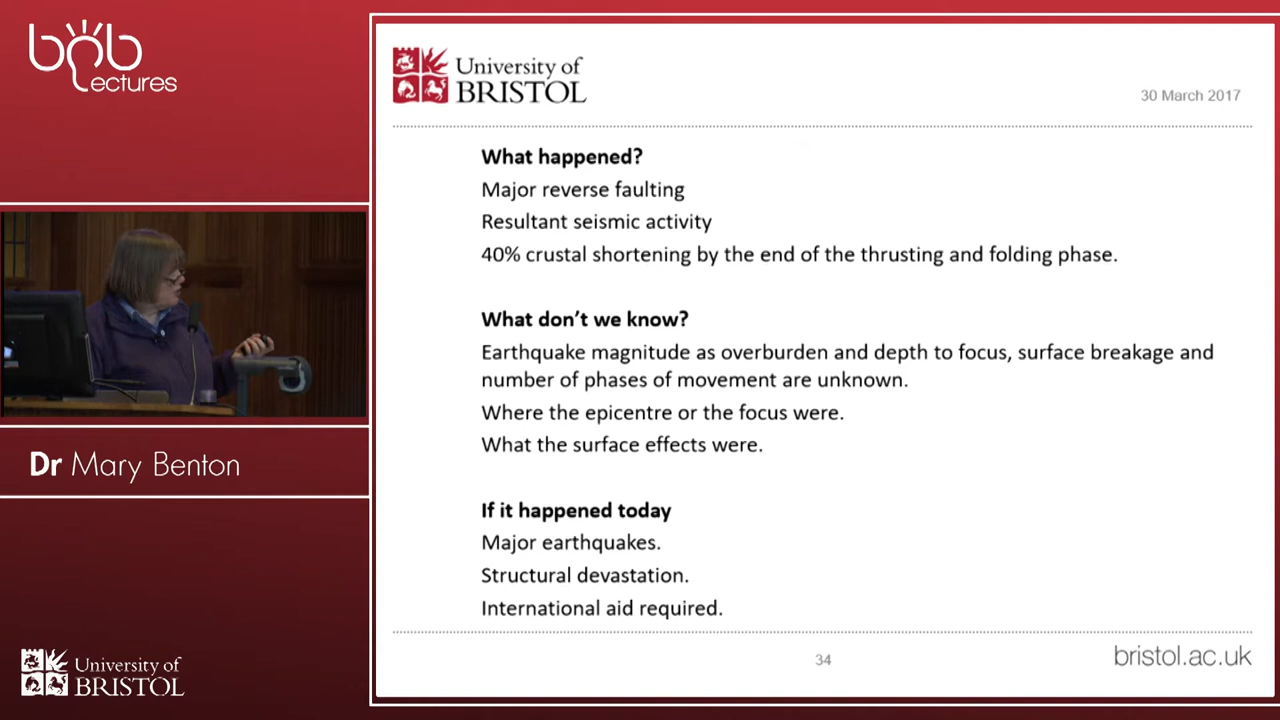 bob
Lectures
University of
BRISTOL
30 March 2017
What happened?
Major reverse faulting
Resultant seismic activity
40% crustal shortening by the end of the thrusting and folding phase.
What don't we know?
Earthquake magnitude as overburden and depth to focus, surface breakage and
number of phases of movement are unknown.
Where the epicentre or the focus were.
What the surface effects were.
If it happened today
Major earthquakes.
Structural devastation.
International aid required.
34
bristol.ac.uk
Dr Mary Benton
University of
BRISTOL